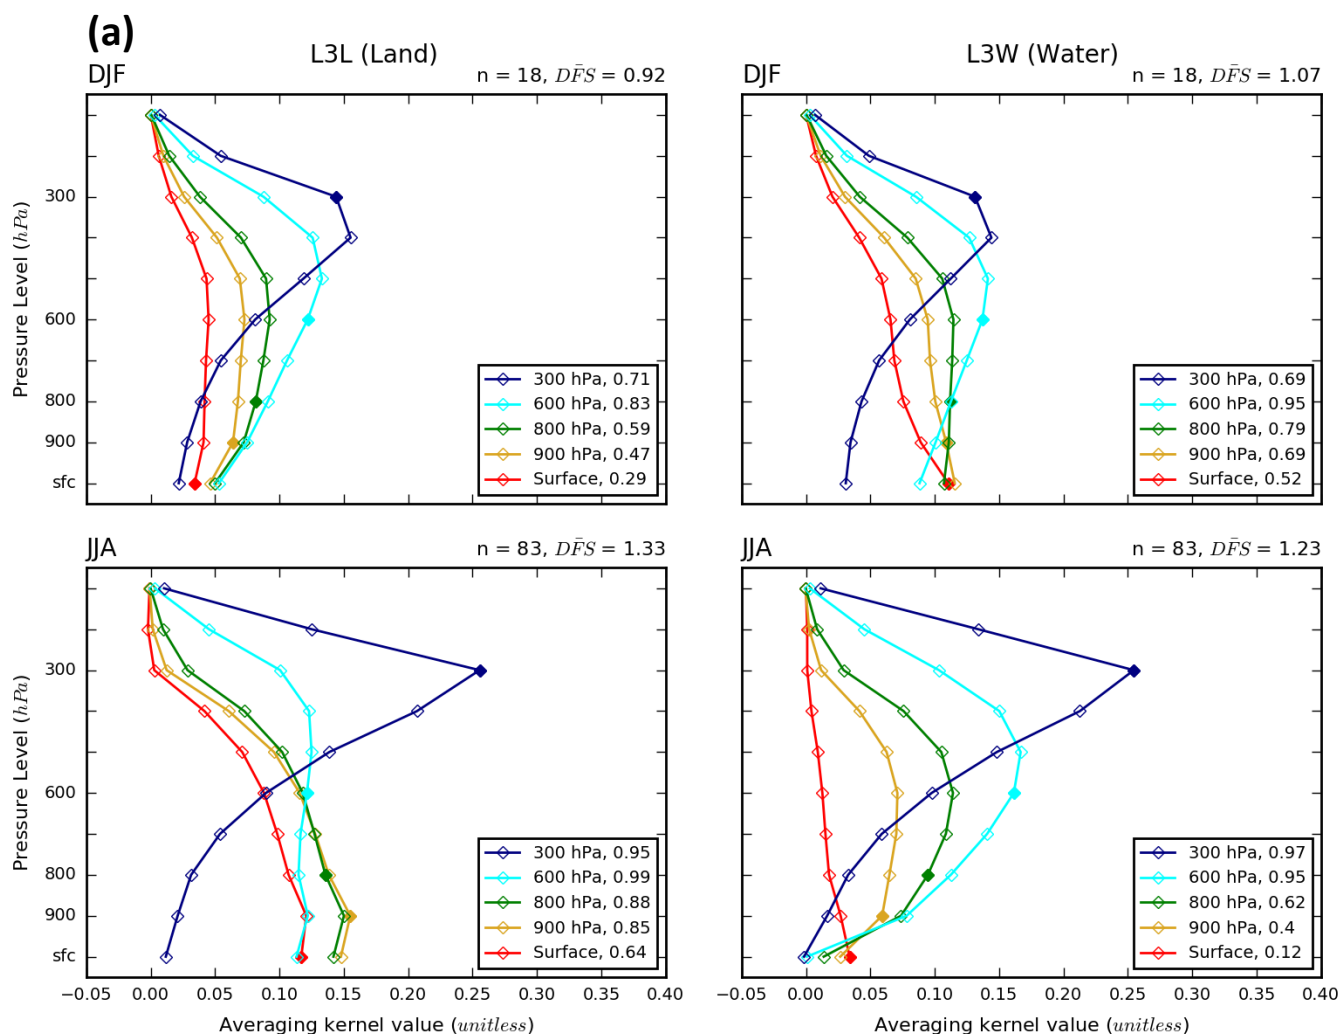 (a)
L3L (Land)
L3W (Water)
DJF
n = 18, DF̄S = 0.92
DJF
n = 18, DF̄S = 1.07
Pressure Level (hPa)
300
600
800
900
sfc
300 hPa, 0.71
600 hPa, 0.83
800 hPa, 0.59
900 hPa, 0.47
Surface, 0.29
300 hPa, 0.69
600 hPa, 0.95
800 hPa, 0.79
900 hPa, 0.69
Surface, 0.52
JJA
n = 83, DF̄S = 1.33
JJA
n = 83, DF̄S = 1.23
Pressure Level (hPa)
300
600
800
900
sfc
300 hPa, 0.95
600 hPa, 0.99
800 hPa, 0.88
900 hPa, 0.85
Surface, 0.64
300 hPa, 0.97
600 hPa, 0.95
800 hPa, 0.62
900 hPa, 0.4
Surface, 0.12
−0.05 0.00 0.05 0.10 0.15 0.20 0.25 0.30 0.35 0.40
−0.05 0.00 0.05 0.10 0.15 0.20 0.25 0.30 0.35 0.40
Averaging kernel value (unitless)
Averaging kernel value (unitless)